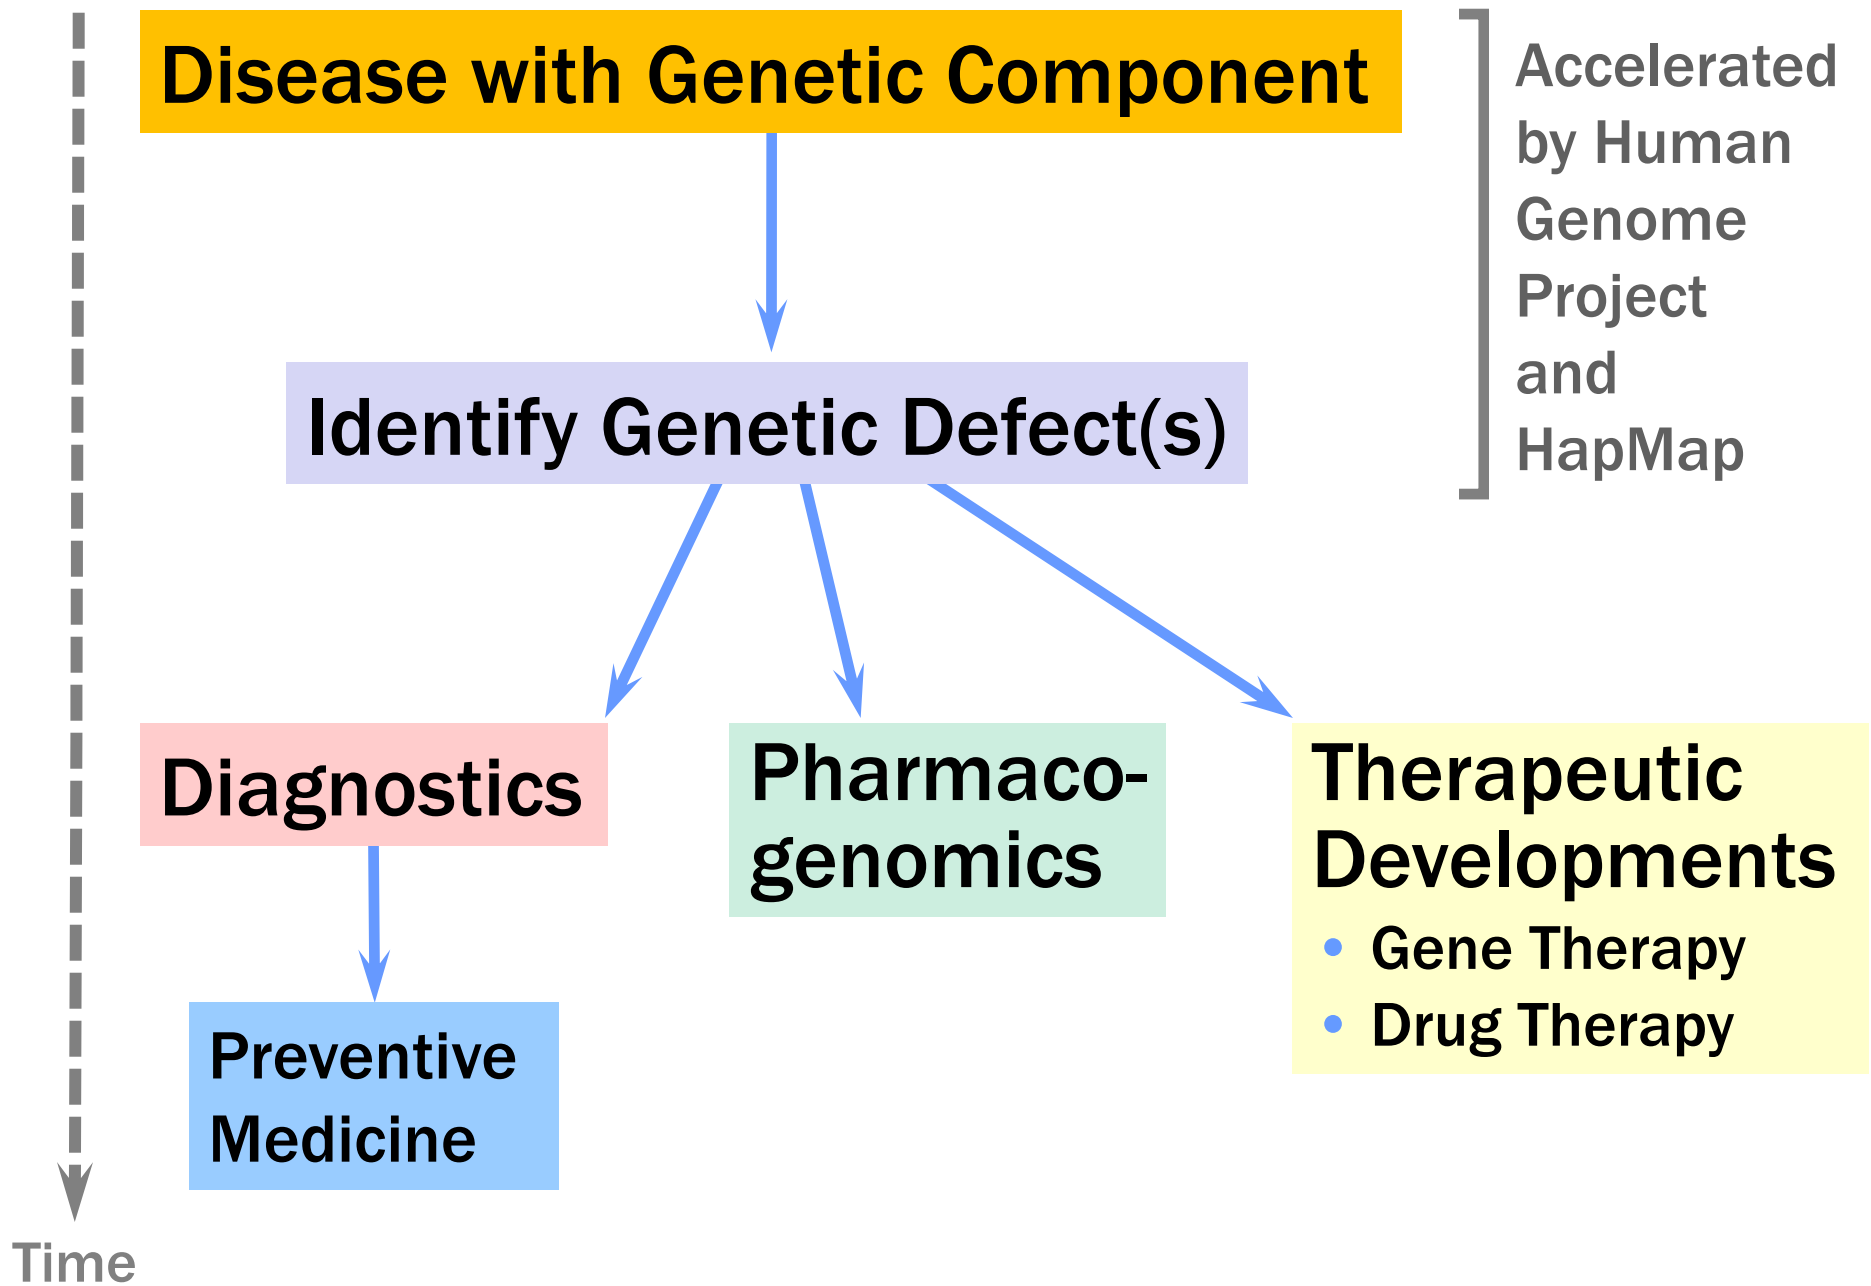 Disease with Genetic Component
Accelerated
by Human
Genome
Project
and
HapMap
Identify Genetic Defect(s)
Diagnostics
Pharmaco-
genomics
Therapeutic
Developments
• Gene Therapy
• Drug Therapy
Preventive
Medicine
Time